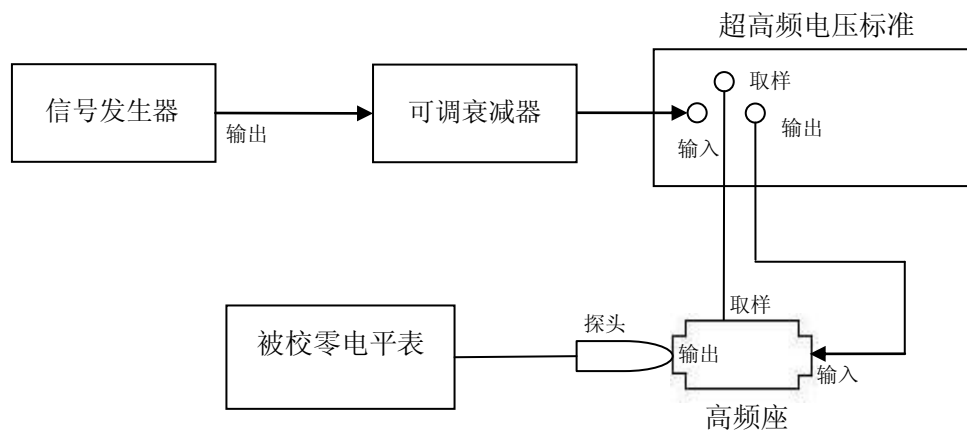 超高频电压标准
信号发生器
输出
可调衰减器
取样
输入
输出
被校零电平表
探头
取样
输出
输入
高频座